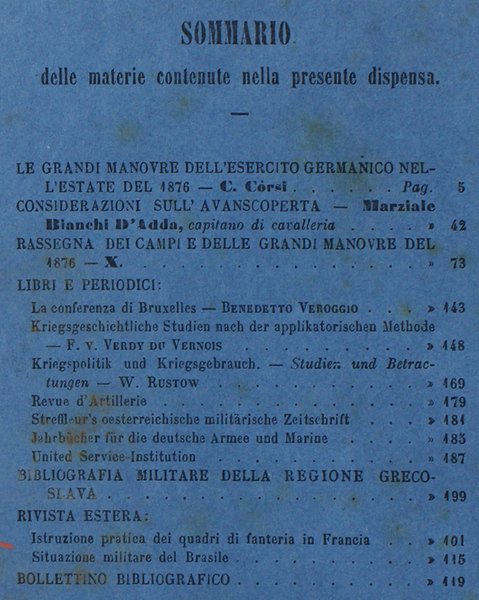 SOMMARIO
delle materie contenute nella presente dispensa.
LE GRANDI MANOVRE DELL'ESERCITO GERMANICO NEL-
L'ESTATE DEL 1876 — C. Còrsi . . . . . . Pag. 5
CONSIDERAZIONI SULL'AVANSCOPERTA — Marziale
Bianchi D'Adda, capitano di cavalleria . . . » 42
RASSEGNA DEI CAMPI E DELLE GRANDI MANOVRE DEL
1876 — X. . . . . . . . . . . . . » 73
LIBRI E PERIODICI:
La conferenza di Bruxelles — BENEDETTO VEROGGIO . . . » 143
Kriegsgeschichtliche Studien nach der applikatorischen Methode
— F. V. VERDY DU VERNOIS . . . . . . . . » 148
Kriegspolitik und Kriegsgebrauch. — Studien und Betrac-
tungen — W. RUSTOW . . . . . . . . . » 169
Revue d'Artillerie . . . . . . . . . . » 179
Streffleur's oesterreichische militärische Zeitschrift . . . . » 181
Jahrbücher für die deutsche Armee und Marine . . . . » 183
United Service Institution . . . . . . . . . » 187
BIBLIOGRAFIA MILITARE DELLA REGIONE GRECO-
SLAVA . . . . . . . . . . . . . » 199
RIVISTA ESTERA:
Istruzione pratica dei quadri di fanteria in Francia . . . » 101
Situazione militare del Brasile . . . . . . . . » 115
BOLLETTINO BIBLIOGRAFICO . . . . . . . . » 119